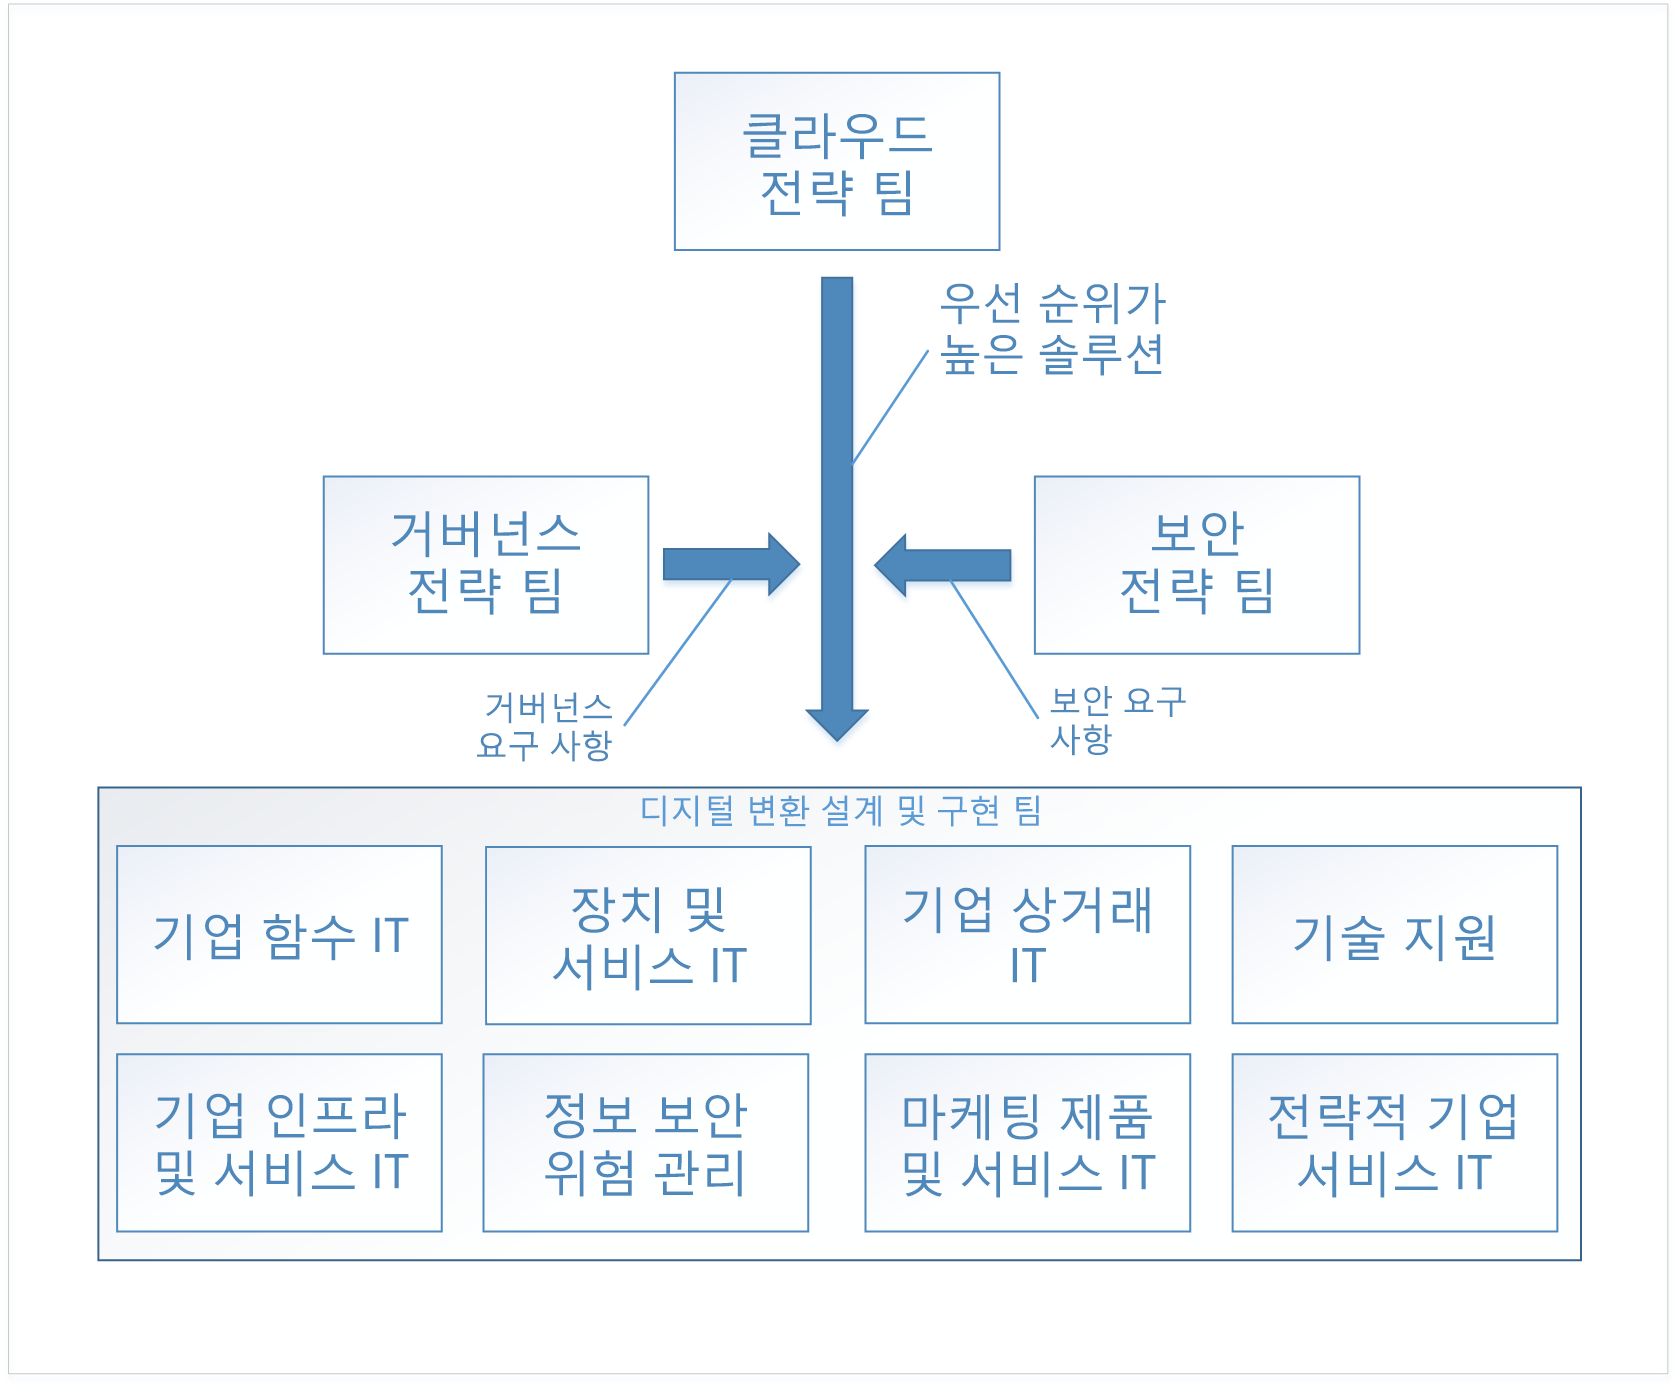 클라우드
전략 팀
우선 순위가
높은 솔루션
거버넌스
전략 팀
보안
전략 팀
거버넌스
요구 사항
보안 요구
사항
디지털 변환 설계 및 구현 팀
기업 함수 IT
장치 및
서비스 IT
기업 상거래
IT
기술 지원
기업 인프라
및 서비스 IT
정보 보안
위험 관리
마케팅 제품
및 서비스 IT
전략적 기업
서비스 IT